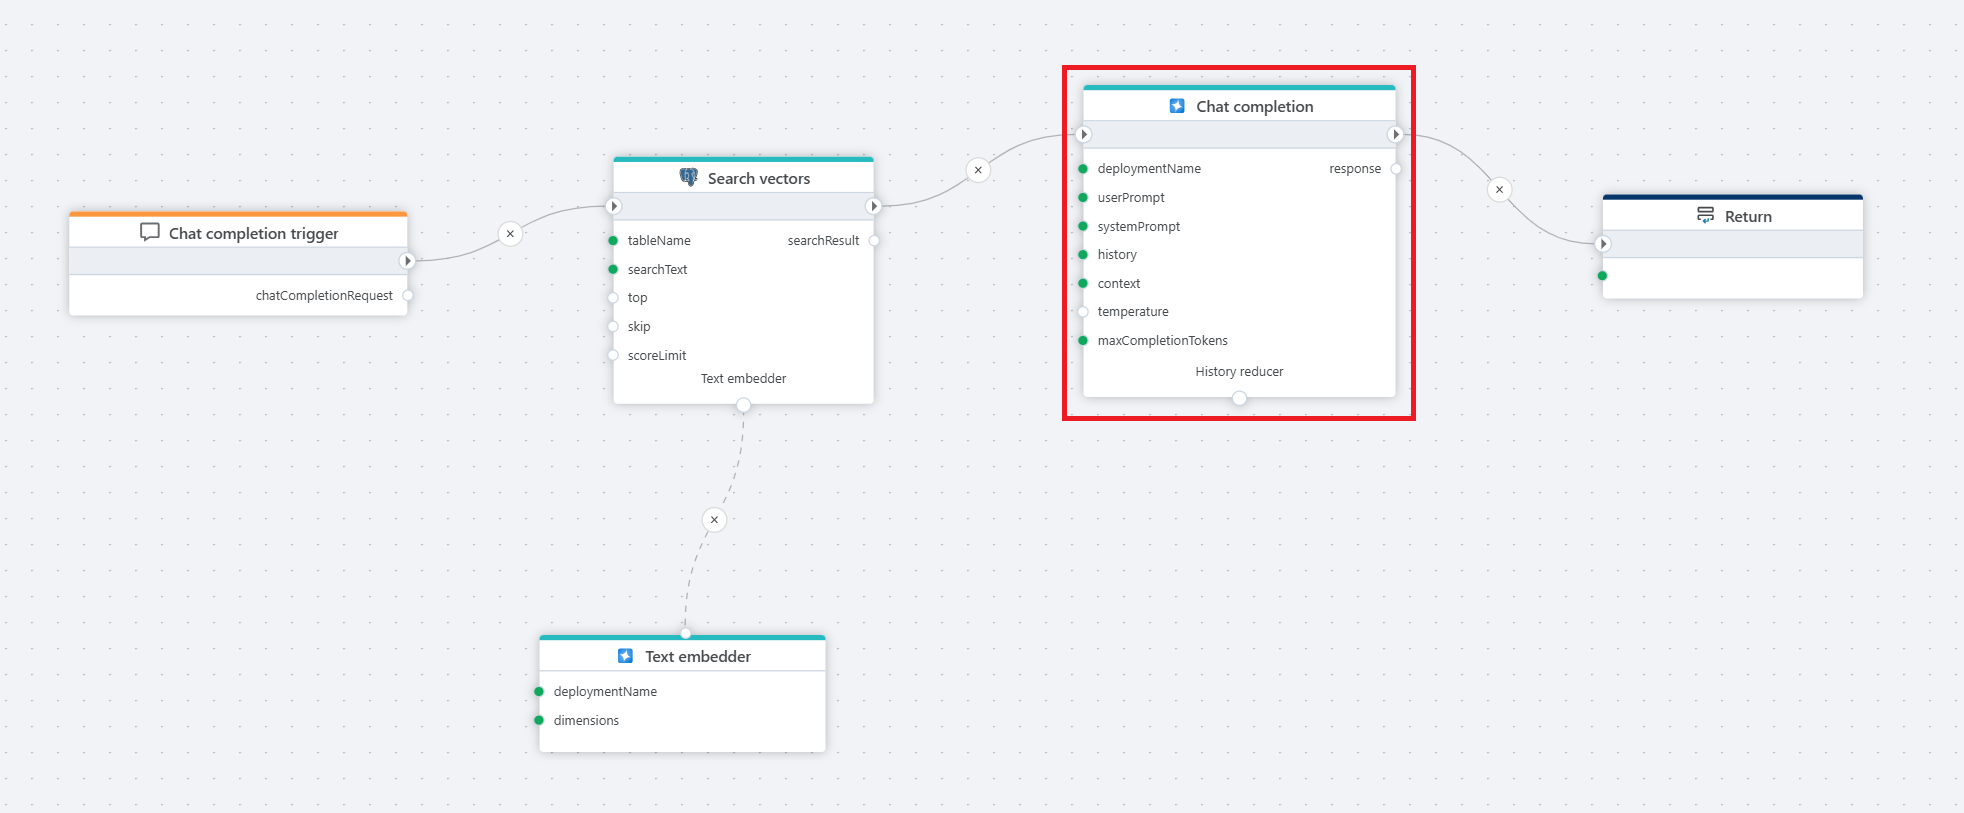 Chat completion trigger
chatCompletionRequest
Search vectors
tableName
searchResult
searchText
top
skip
scoreLimit
Text embedder
Text embedder
deploymentName
dimensions
Chat completion
deploymentName
response
userPrompt
systemPrompt
history
context
temperature
maxCompletionTokens
History reducer
Return